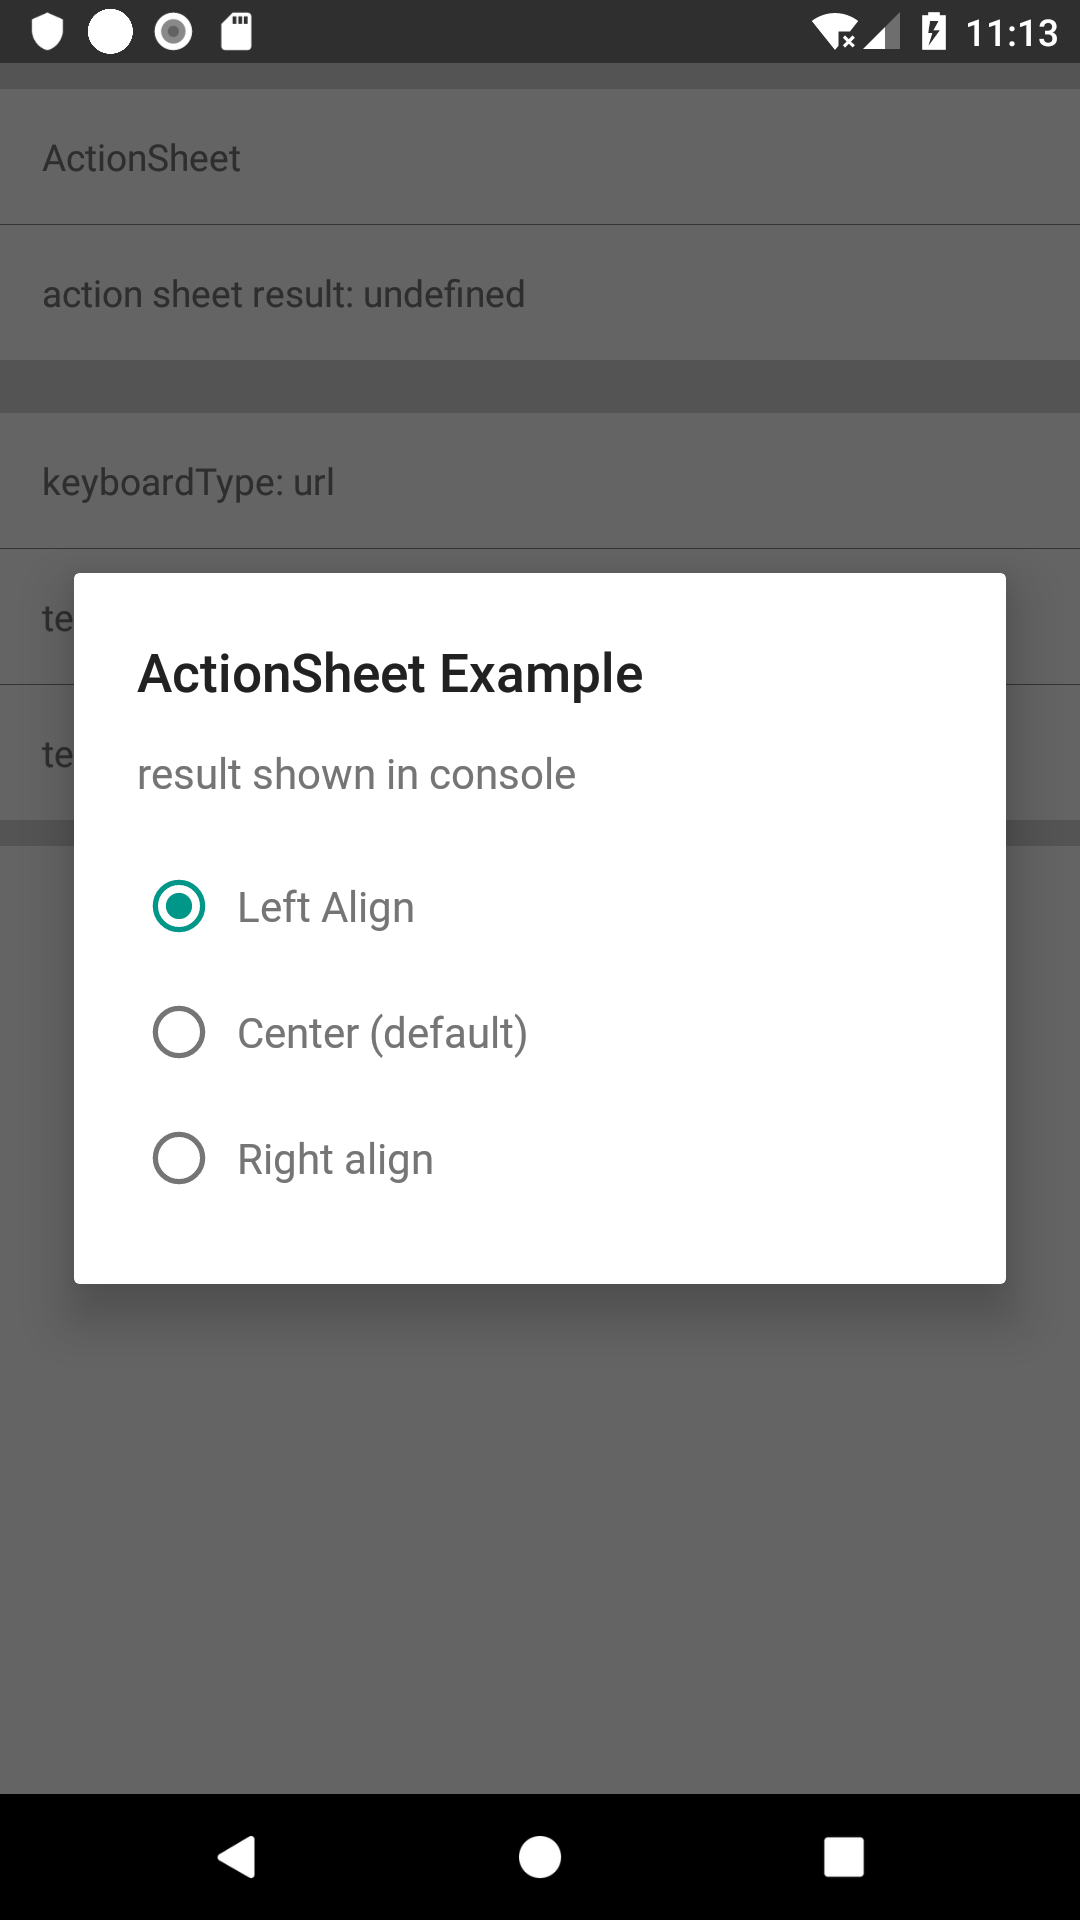 11:13
ActionSheet
action sheet result: undefined
keyboardType: url
te
te
ActionSheet Example
result shown in console
Left Align
Center (default)
Right align